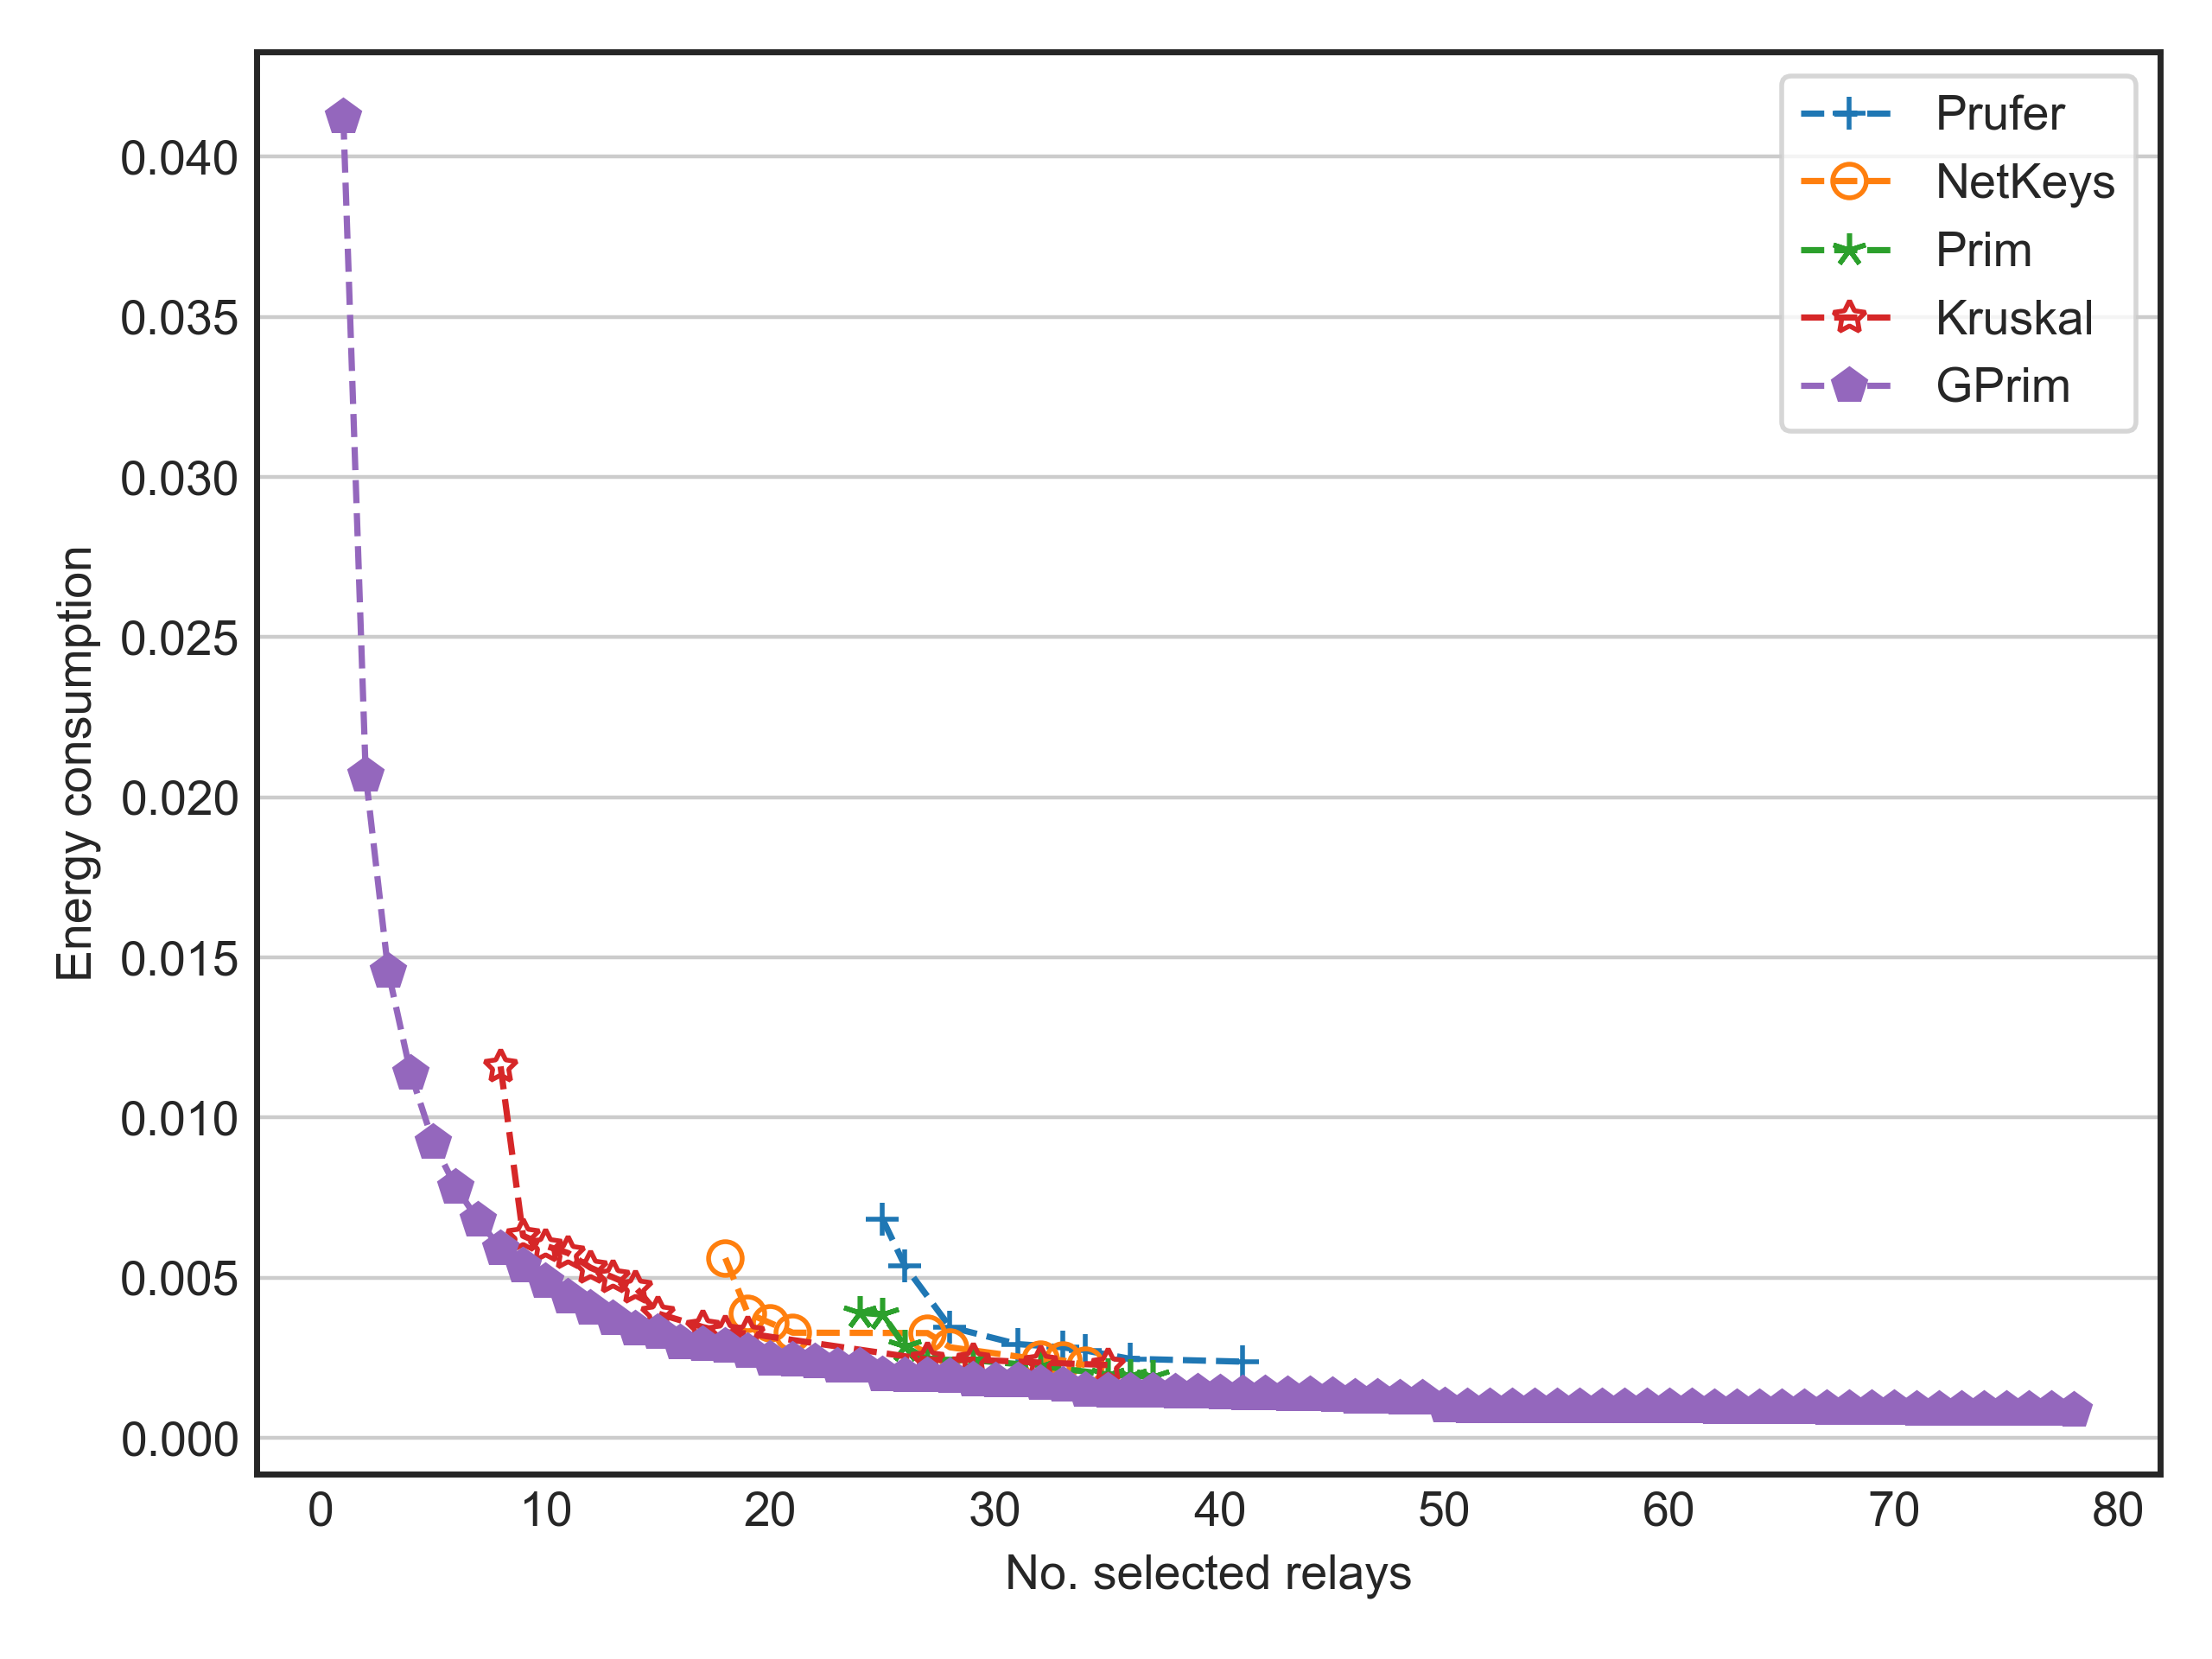 Prufer
NetKeys
Prim
Kruskal
GPrim
Energy consumption
0.040
0.035
0.030
0.025
0.020
0.015
0.010
0.005
0.000
0 10 20 30 40 50 60 70 80
No. selected relays